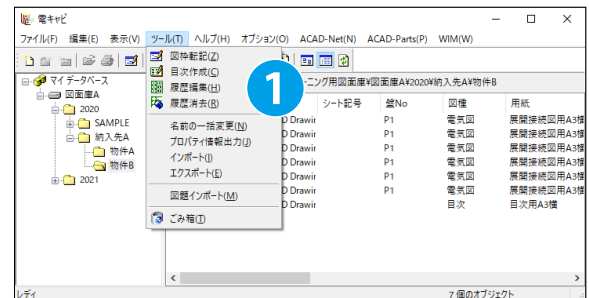 電キャビ
ファイル(F) 編集(E) 表示(V) ツール(T) ヘルプ(H) オプション(O) ACAD-Net(N) ACAD-Parts(P) WIM(W)
図枠転記(Z)
目次作成(C)
履歴編集(H)
履歴消去(R)
名前の一括変更(N)
プロパティ情報出力(J)
インポート(I)
エクスポート(E)
図題インポート(M)
ごみ箱(T)
1
マイ データベース
図面庫A
2020
SAMPLE
納入先A
物件A
物件B
2021
ニング用図面庫¥図面庫A¥2020¥納入先A¥物件B
シート記号 盤No 図種 用紙
D Drawir P1 電気図 展開接続図用A3横
D Drawir P1 電気図 展開接続図用A3横
D Drawir P1 電気図 展開接続図用A3横
D Drawir P1 電気図 展開接続図用A3横
D Drawir P1 電気図 展開接続図用A3横
D Drawir P1 電気図 展開接続図用A3横
D Drawir 目次 目次用A3横
レディ 7 個のオブジェクト